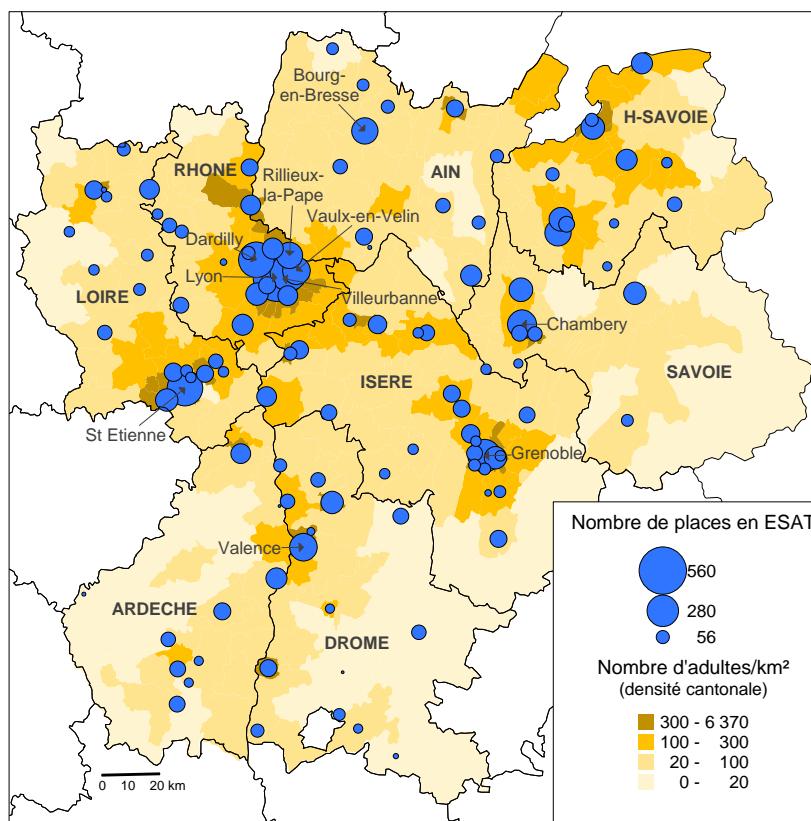 Bourg-
en-Bresse
H-SAVOIE
RHONE
Rillieux-
la-Pape
AIN
Vaulx-en-Velin
Dardilly
Lyon
Villeurbanne
LOIRE
Chambery
ISERE
SAVOIE
St Etienne
Grenoble
Valence
ARDECHE
DROME
0 10 20 km
Nombre de places en ESAT
560
280
56
Nombre d'adultes/km²
(densité cantonale)
300 - 6 370
100 - 300
20 - 100
0 - 20